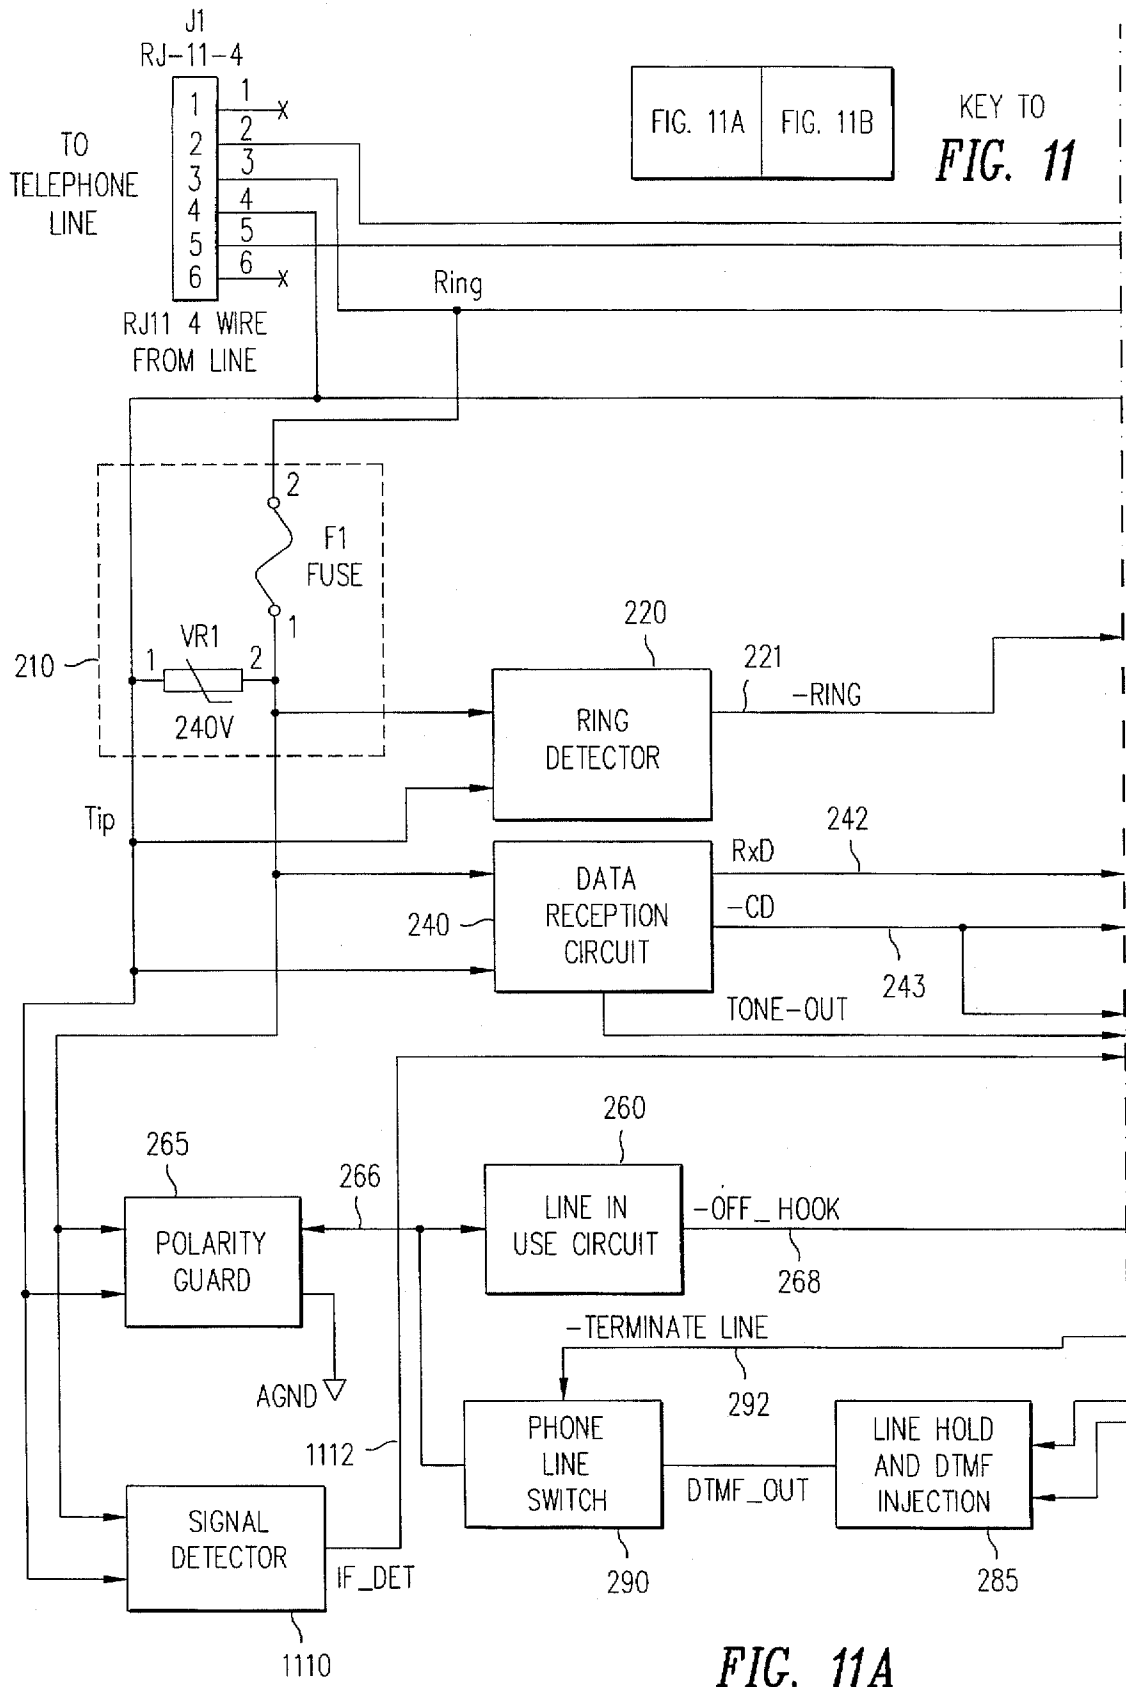 J1
RJ-11-4
1 1
2 2
3 3
4 4
5 5
6 6
TO
TELEPHONE
LINE
RJ11 4 WIRE
FROM LINE
FIG. 11A FIG. 11B
KEY TO
FIG. 11
Ring
2
F1
FUSE
1
VR1
1 2
240V
210
Tip
220
RING
DETECTOR
221
-RING
DATA
RECEPTION
CIRCUIT
240
RxD
242
-CD
243
TONE-OUT
265
POLARITY
GUARD
266
AGND
260
LINE IN
USE CIRCUIT
-OFF_HOOK
268
-TERMINATE LINE
292
1112
PHONE
LINE
SWITCH
290
DTMF_OUT
LINE HOLD
AND DTMF
INJECTION
285
SIGNAL
DETECTOR
IF_DET
1110
FIG. 11A